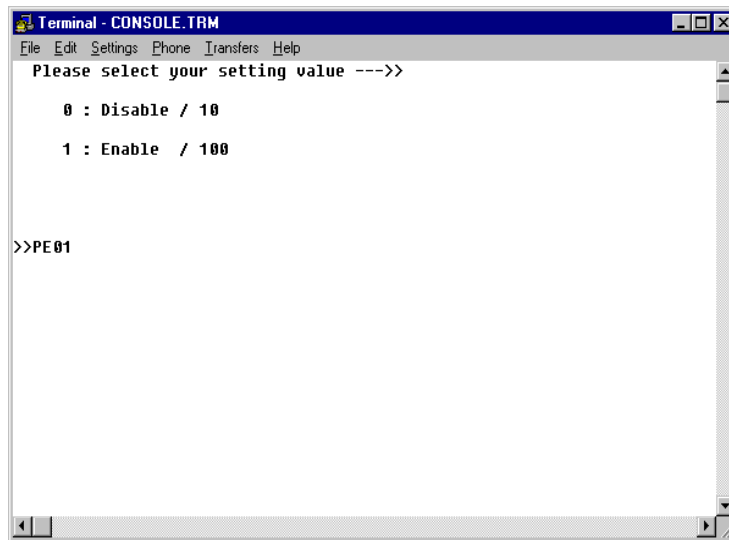 Terminal - CONSOLE.TRM
File Edit Settings Phone Transfers Help
Please select your setting value --->>
0 : Disable / 10
1 : Enable / 100
>>PE01